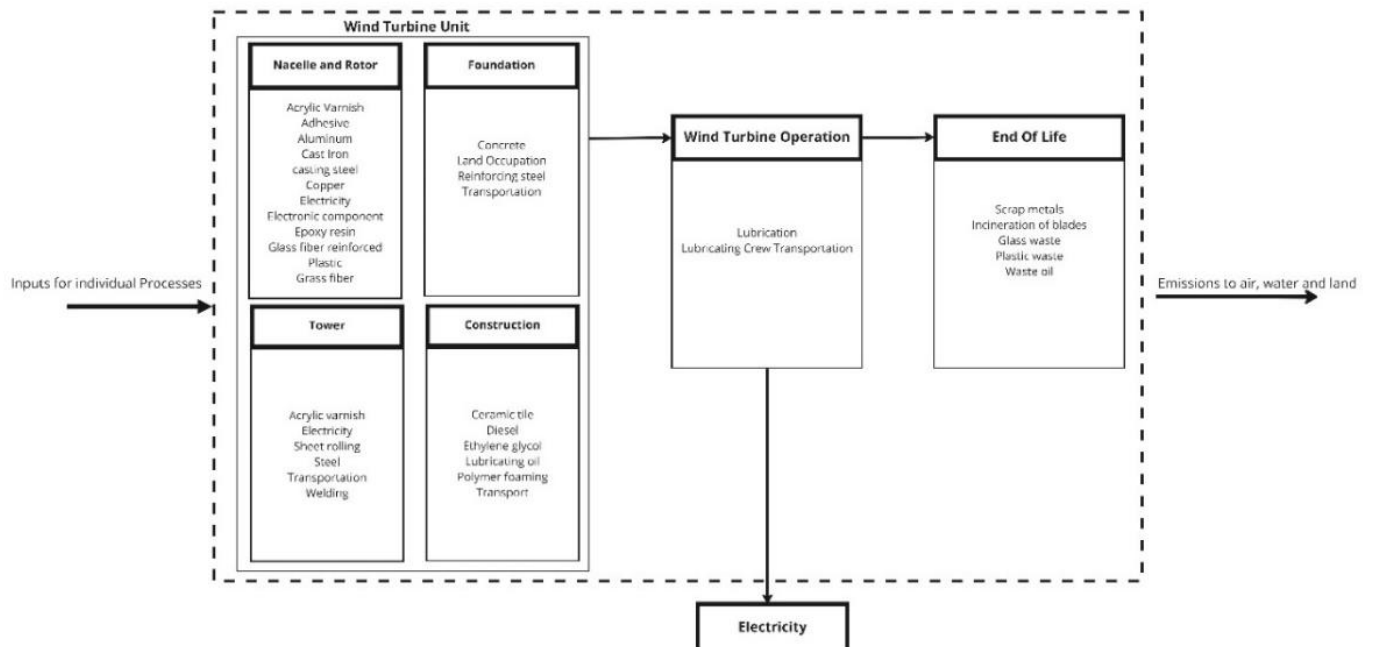 Wind Turbine Unit
Nacelle and Rotor
Acrylic Varnish
Adhesive
Aluminum
Cast Iron
casting steel
Copper
Electricity
Electronic component
Epoxy resin
Glass fiber reinforced
Plastic
Grass fiber
Foundation
Concrete
Land Occupation
Reinforcing steel
Transportation
Tower
Acrylic varnish
Electricity
Sheet rolling
Steel
Transportation
Welding
Construction
Ceramic tile
Diesel
Ethylene glycol
Lubricating oil
Polymer foaming
Transport
Wind Turbine Operation
Lubrication
Lubricating Crew Transportation
End Of Life
Scrap metals
Incineration of blades
Glass waste
Plastic waste
Waste oil
Inputs for individual Processes
Emissions to air, water and land
Electricity